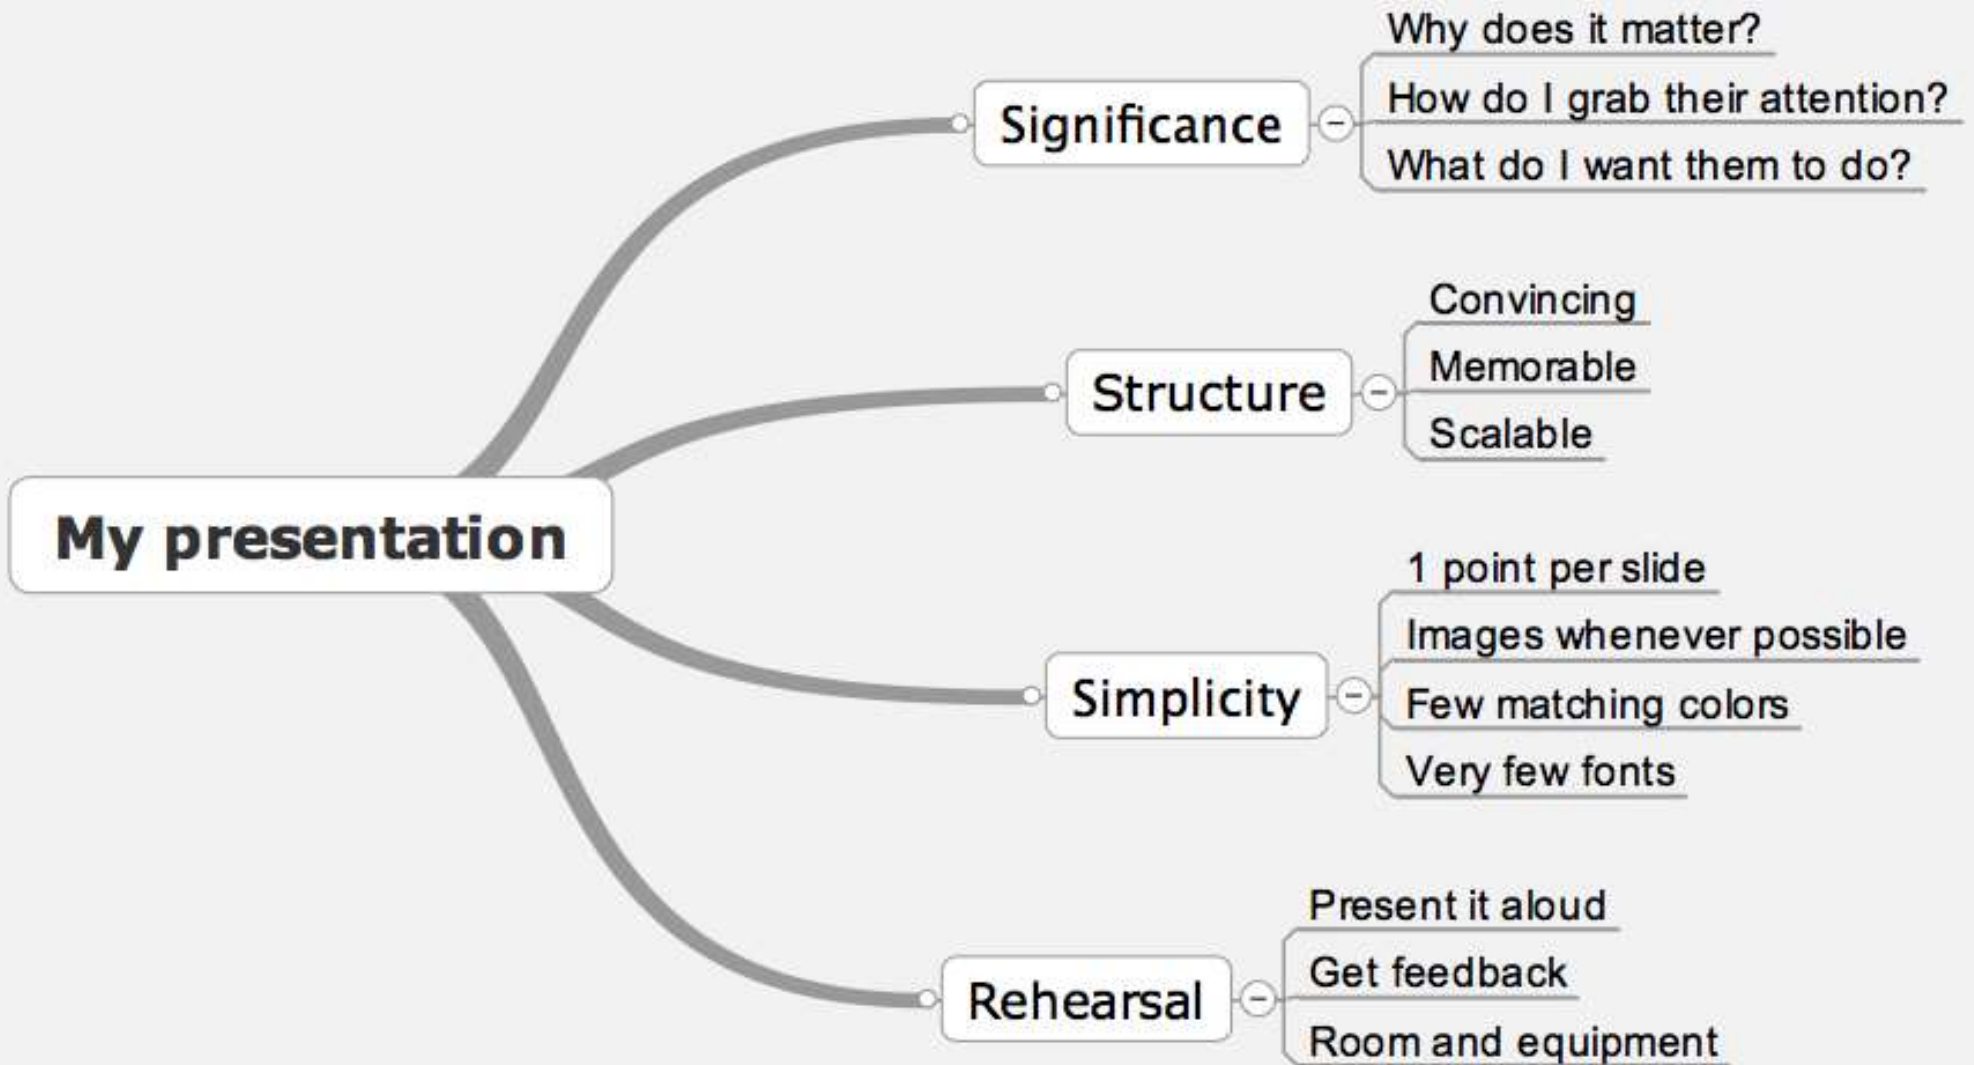 My presentation
Significance
Why does it matter?
How do I grab their attention?
What do I want them to do?
Structure
Convincing
Memorable
Scalable
Simplicity
1 point per slide
Images whenever possible
Few matching colors
Very few fonts
Rehearsal
Present it aloud
Get feedback
Room and equipment